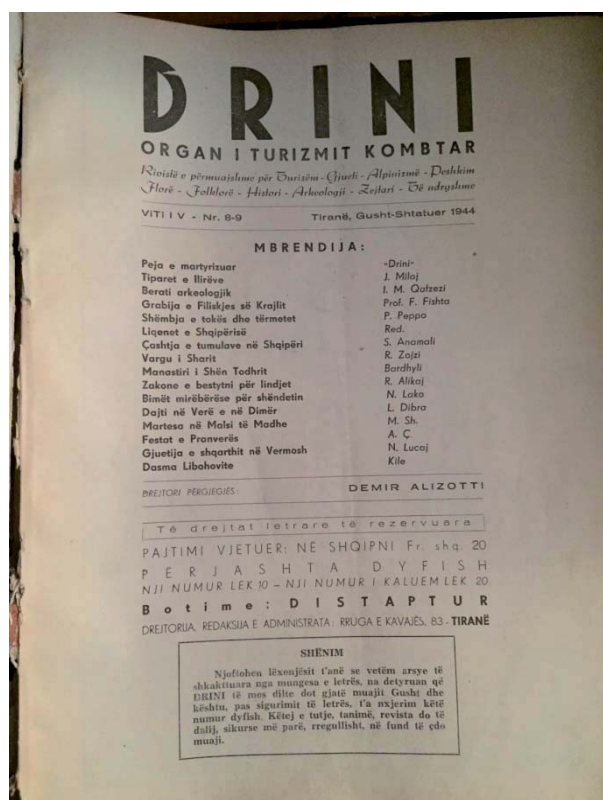 DRINI
ORGAN I TURIZMIT KOMBTAR
Rivistë e përmuajshme për Turizëm - Gjueti - Alpinizmë - Peshkim
Florë - Folklorë - Histori - Arkeologji - Zejtari - Të ndryshme
VITI IV - Nr. 8-9 Tiranë, Gusht-Shtatuer 1944
MBRENDIJA:
Peja e martyrizuar «Drini»
Tiparet e Ilirëve J. Miloj
Berati arkeologjik I. M. Qafzezi
Grabija e Filiskjes së Krajlit Prof. F. Fishta
Shëmbja e tokës dhe tërmetet P. Peppo
Liqenet e Shqipërisë Red.
Çashtja e tumulave në Shqipëri S. Anamali
Vargu i Sharit R. Zojzi
Manastiri i Shën Todhrit Bardhyli
Zakone e bestytni për lindjet R. Alikaj
Bimët mirëbërëse për shëndetin N. Lako
Dajti në Verë e në Dimër L. Dibra
Martesa në Malsi të Madhe M. Sh.
Festat e Pranverës A. Ç.
Gjuetija e shqarthit në Vermosh N. Lucaj
Dasma Libohovite Kile
DREJTORI PËRGJEGJËS: DEMIR ALIZOTTI
Të drejtat letrare të rezervuara
PAJTIMI VJETUER: NË SHQIPNI Fr. shq. 20
PERJASHTA DYFISH
NJI NUMUR LEK 10 – NJI NUMUR I KALUEM LEK 20
Botime: DISTAPTUR
DREJTORIJA, REDAKSIJA E ADMINISTRATA: RRUGA E KAVAJËS, 83 - TIRANË
SHËNIM
Njoftohen lëxenjësit t'anë se vetëm arsye të
shkaktuara nga mungesa e letrës, na detyruan që
DRINI të mos dilte dot gjatë muajit Gusht dhe
kështu, pas sigurimit të letrës, t'a nxjerim këtë
numur dyfish. Këtej e tutje, tanimë, revista do të
dalij, sikurse më parë, rregullisht, në fund të çdo
muaji.